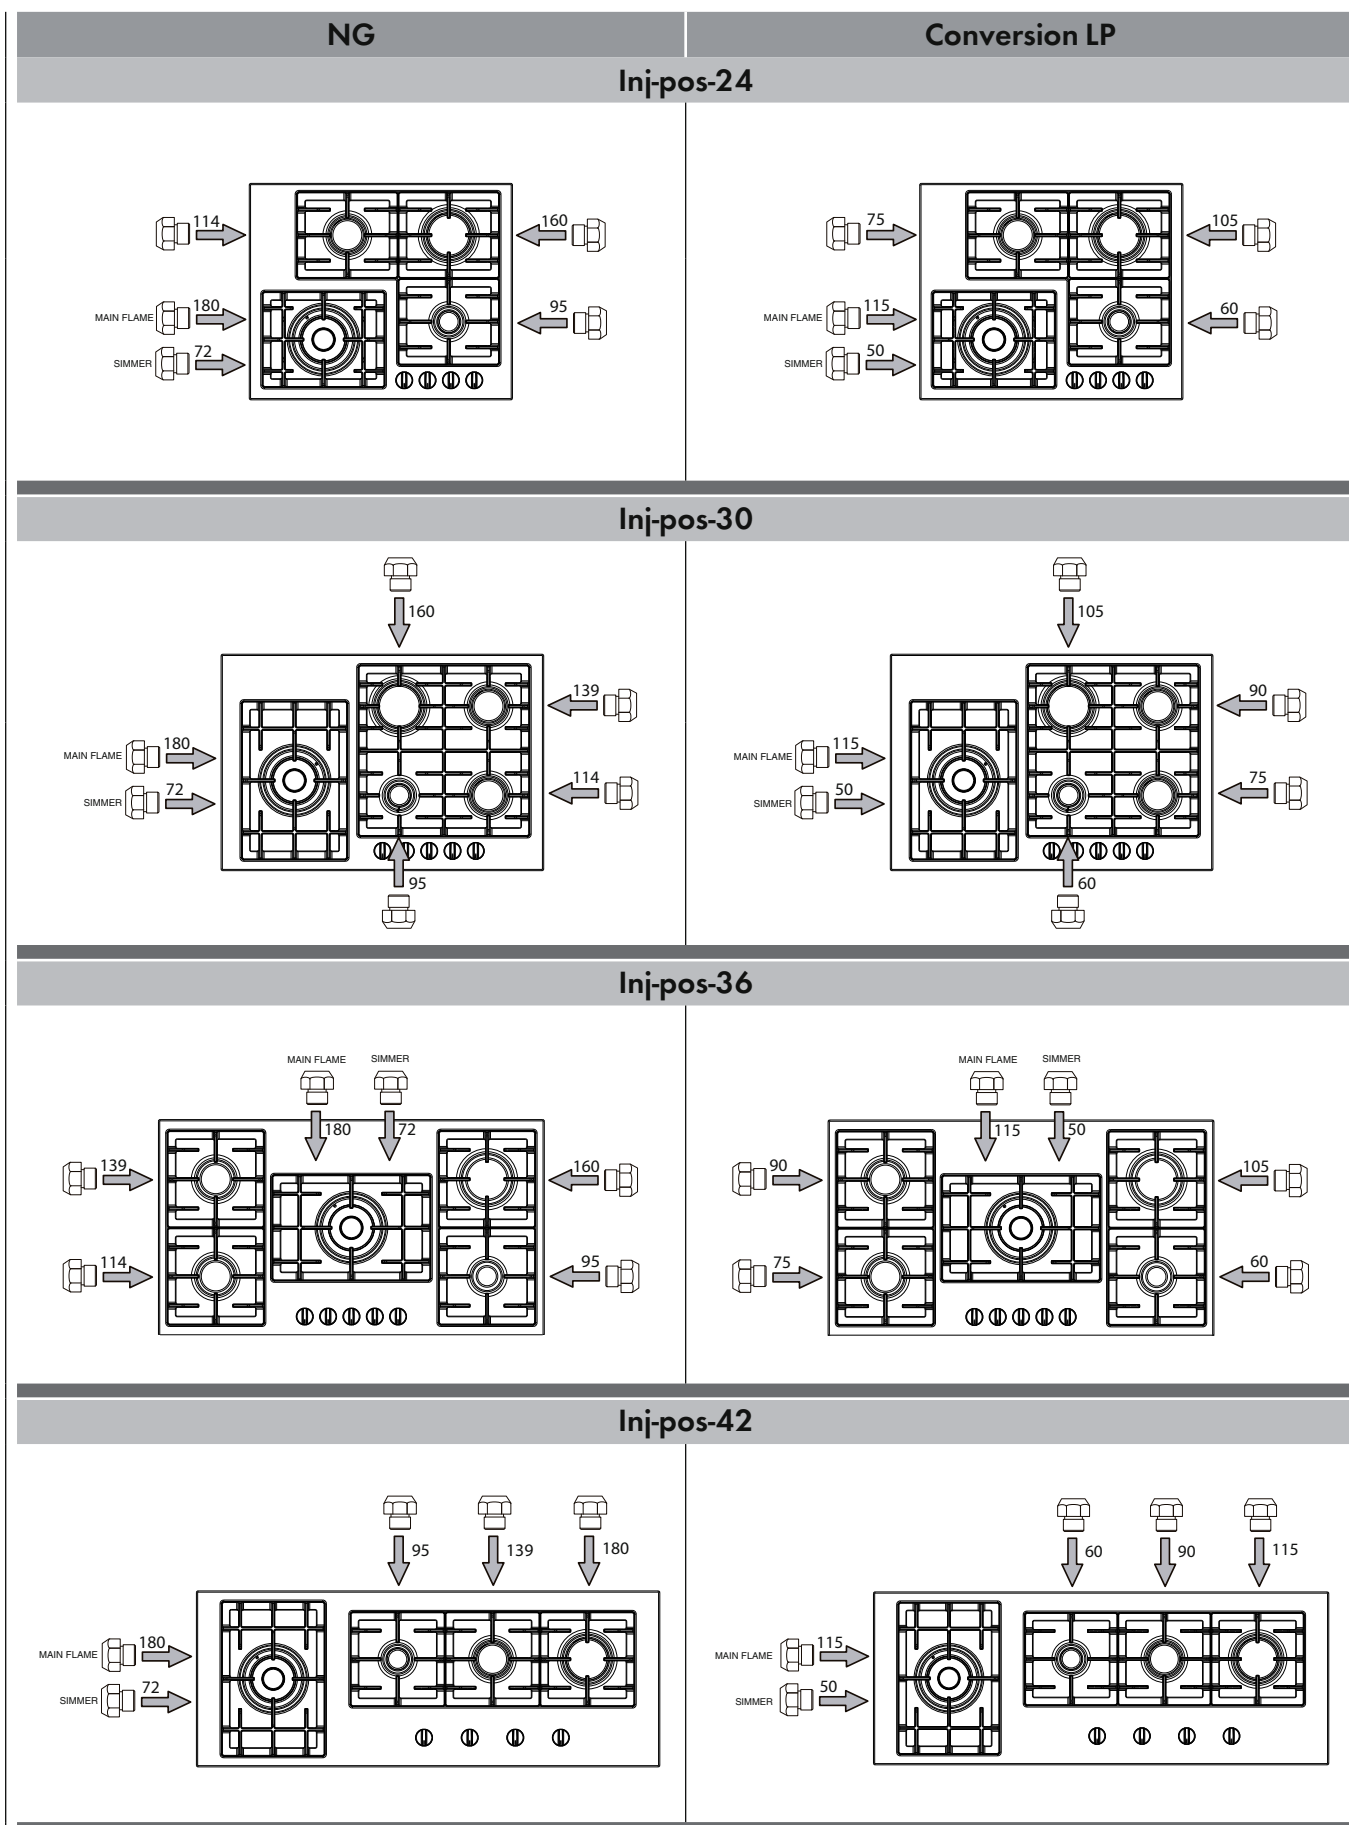 NG
Conversion LP
Inj-pos-24
114
160
MAIN FLAME
180
95
SIMMER
72
75
105
MAIN FLAME
115
60
SIMMER
50
Inj-pos-30
160
139
MAIN FLAME
180
SIMMER
72
114
95
105
90
MAIN FLAME
115
SIMMER
50
75
60
Inj-pos-36
MAIN FLAME
SIMMER
180
72
139
160
114
95
MAIN FLAME
SIMMER
115
50
90
105
75
60
Inj-pos-42
95
139
180
MAIN FLAME
180
SIMMER
72
60
90
115
MAIN FLAME
115
SIMMER
50